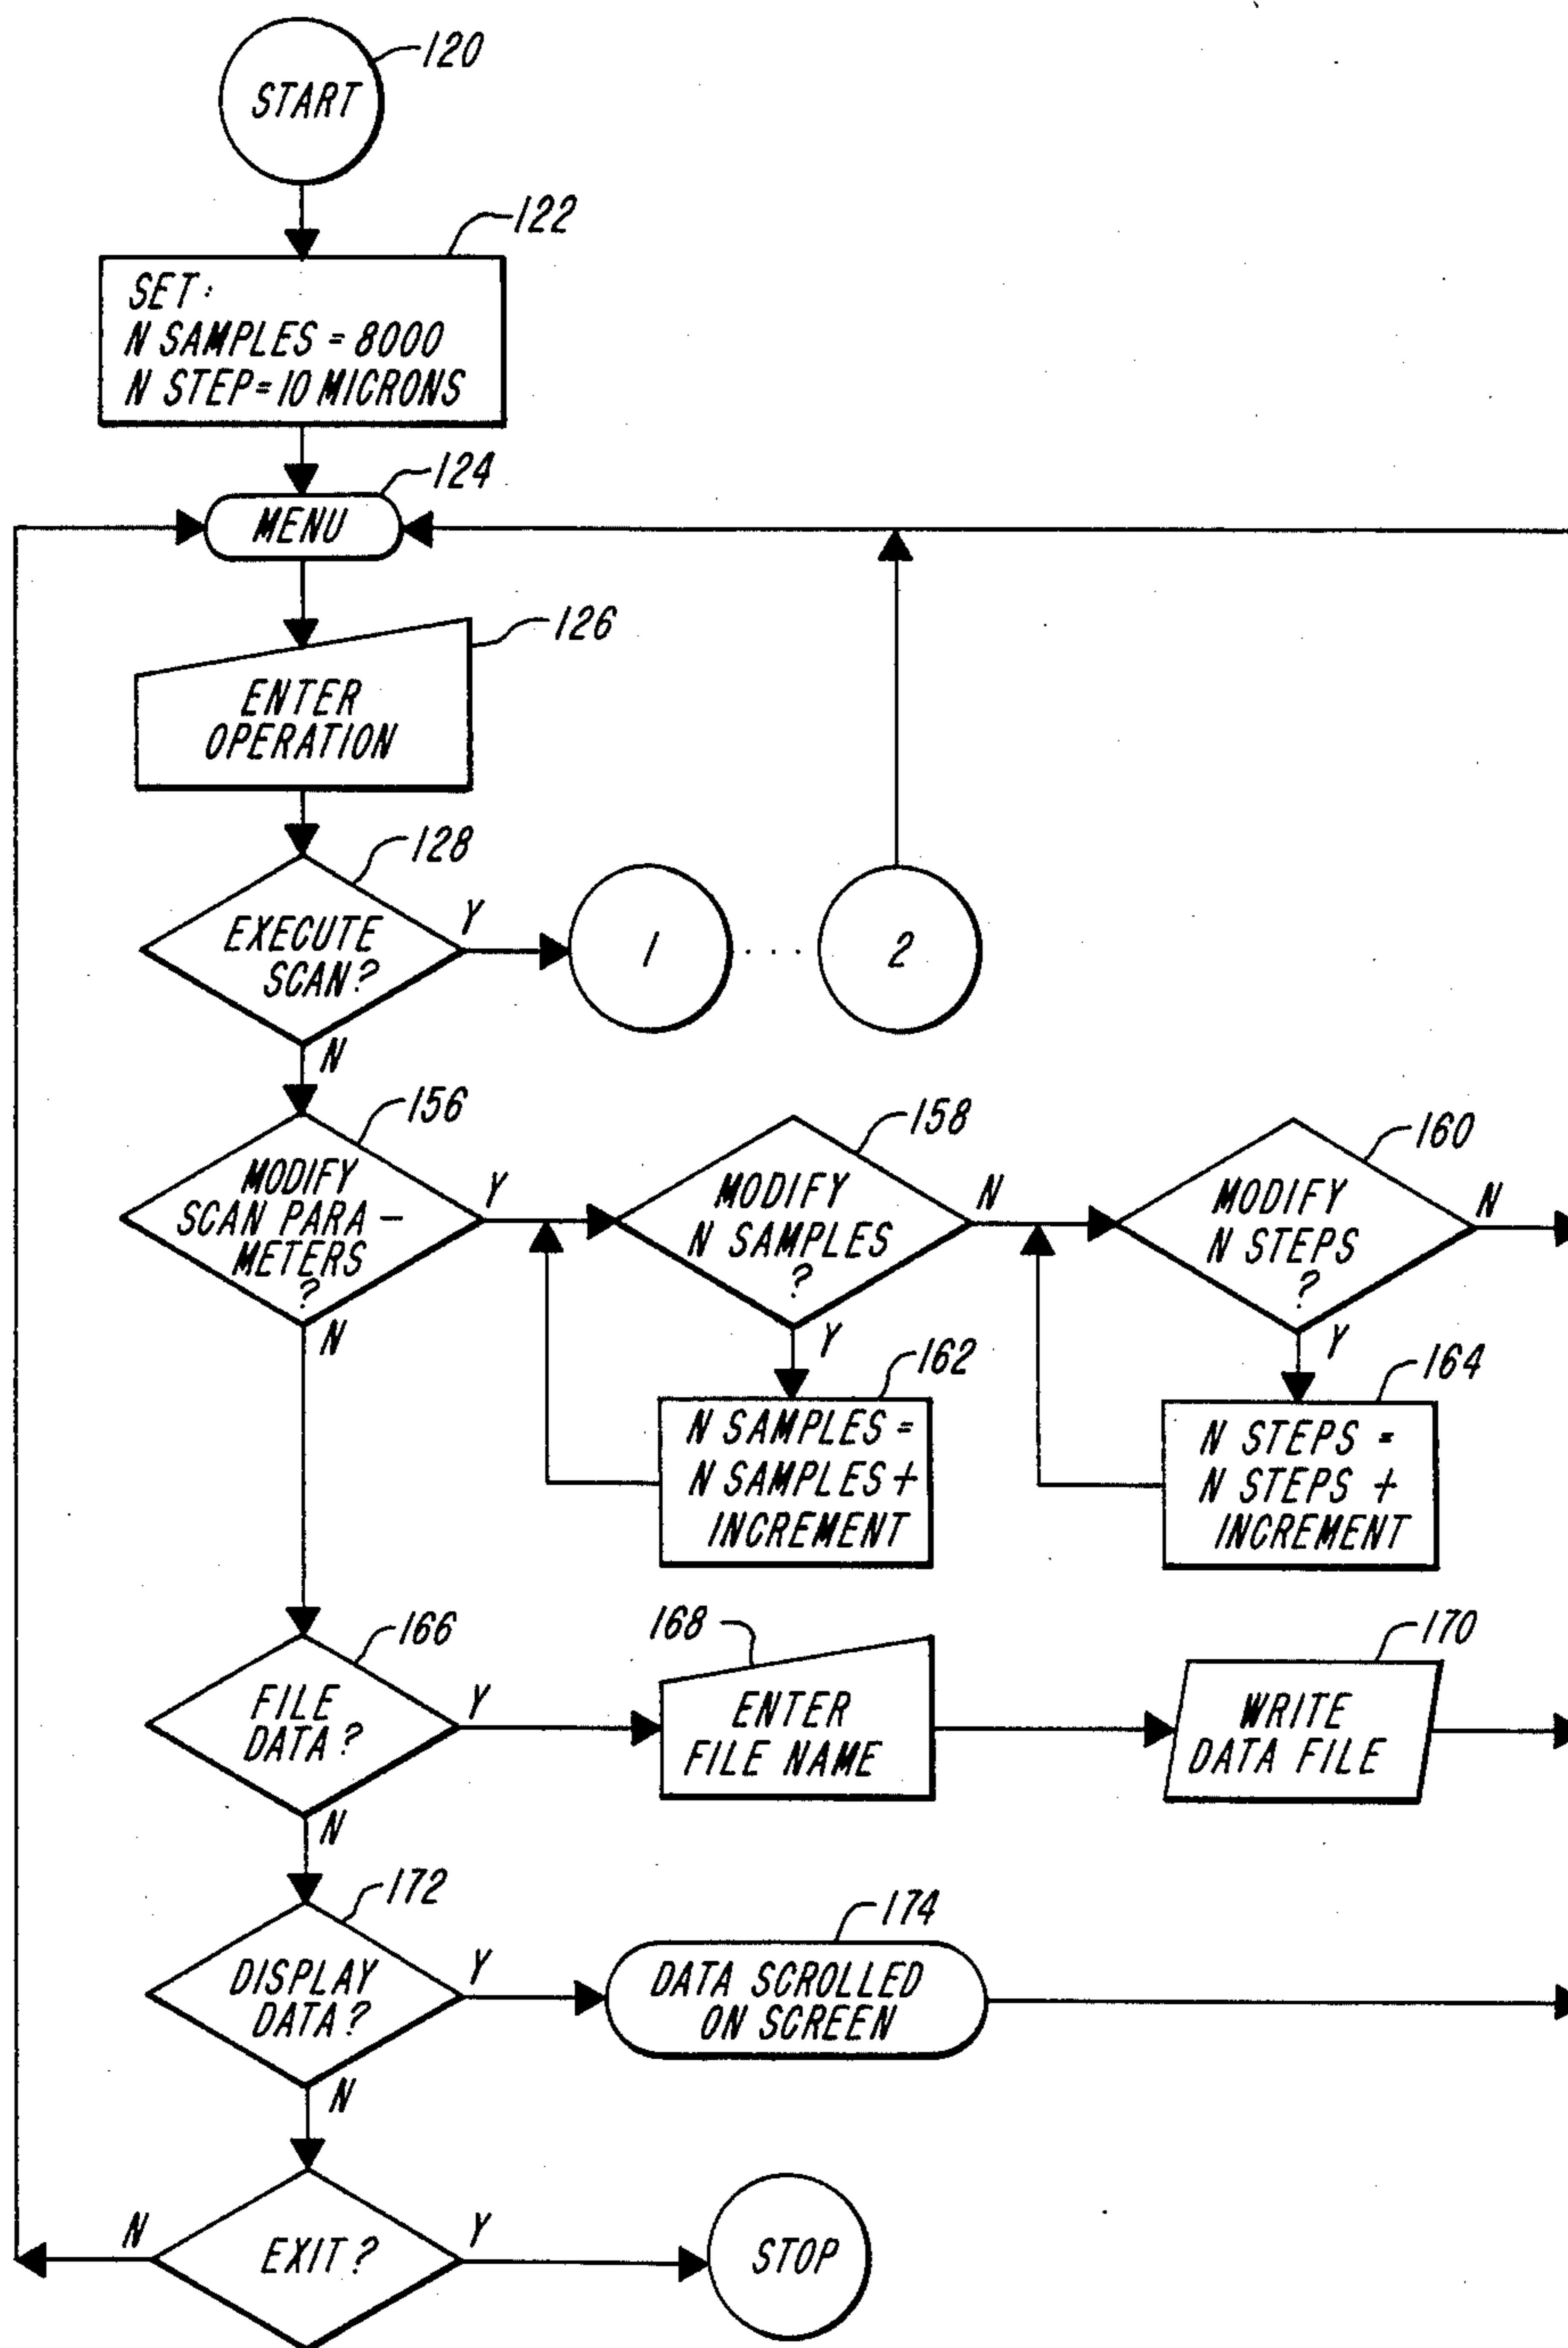 START
120
122
SET:
N SAMPLES = 8000
N STEP=10 MICRONS
124
MENU
126
ENTER
OPERATION
128
EXECUTE
SCAN?
Y
1
2
N
156
MODIFY
SCAN PARA-
METERS
?
Y
N
158
MODIFY
N SAMPLES
?
N
Y
160
MODIFY
N STEPS
?
N
Y
162
N SAMPLES =
N SAMPLES +
INCREMENT
164
N STEPS =
N STEPS +
INCREMENT
166
FILE
DATA?
Y
N
168
ENTER
FILE NAME
170
WRITE
DATA FILE
172
DISPLAY
DATA?
Y
N
174
DATA SCROLLED
ON SCREEN
N
EXIT?
Y
STOP